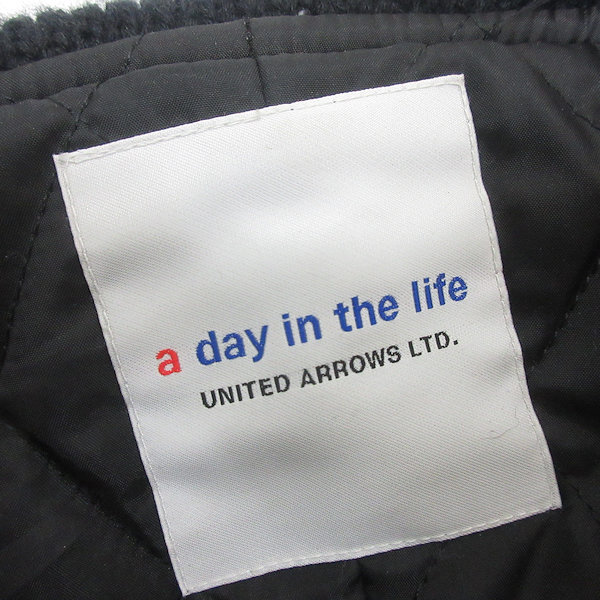 a day in the life
UNITED ARROWS LTD.